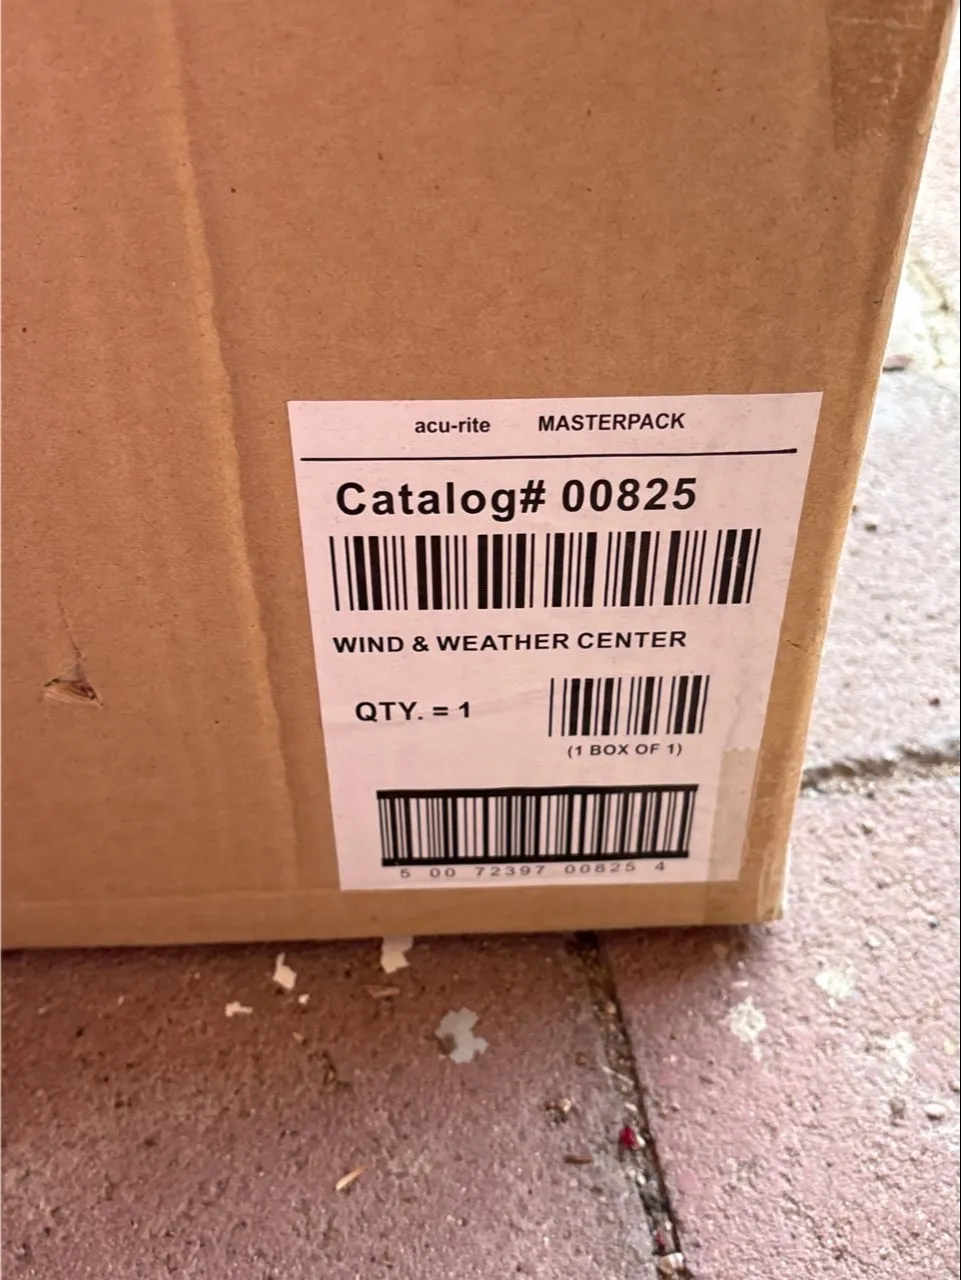 acu-rite MASTERPACK
Catalog# 00825
WIND & WEATHER CENTER
QTY. = 1
(1 BOX OF 1)
5 00 72397 00825 4